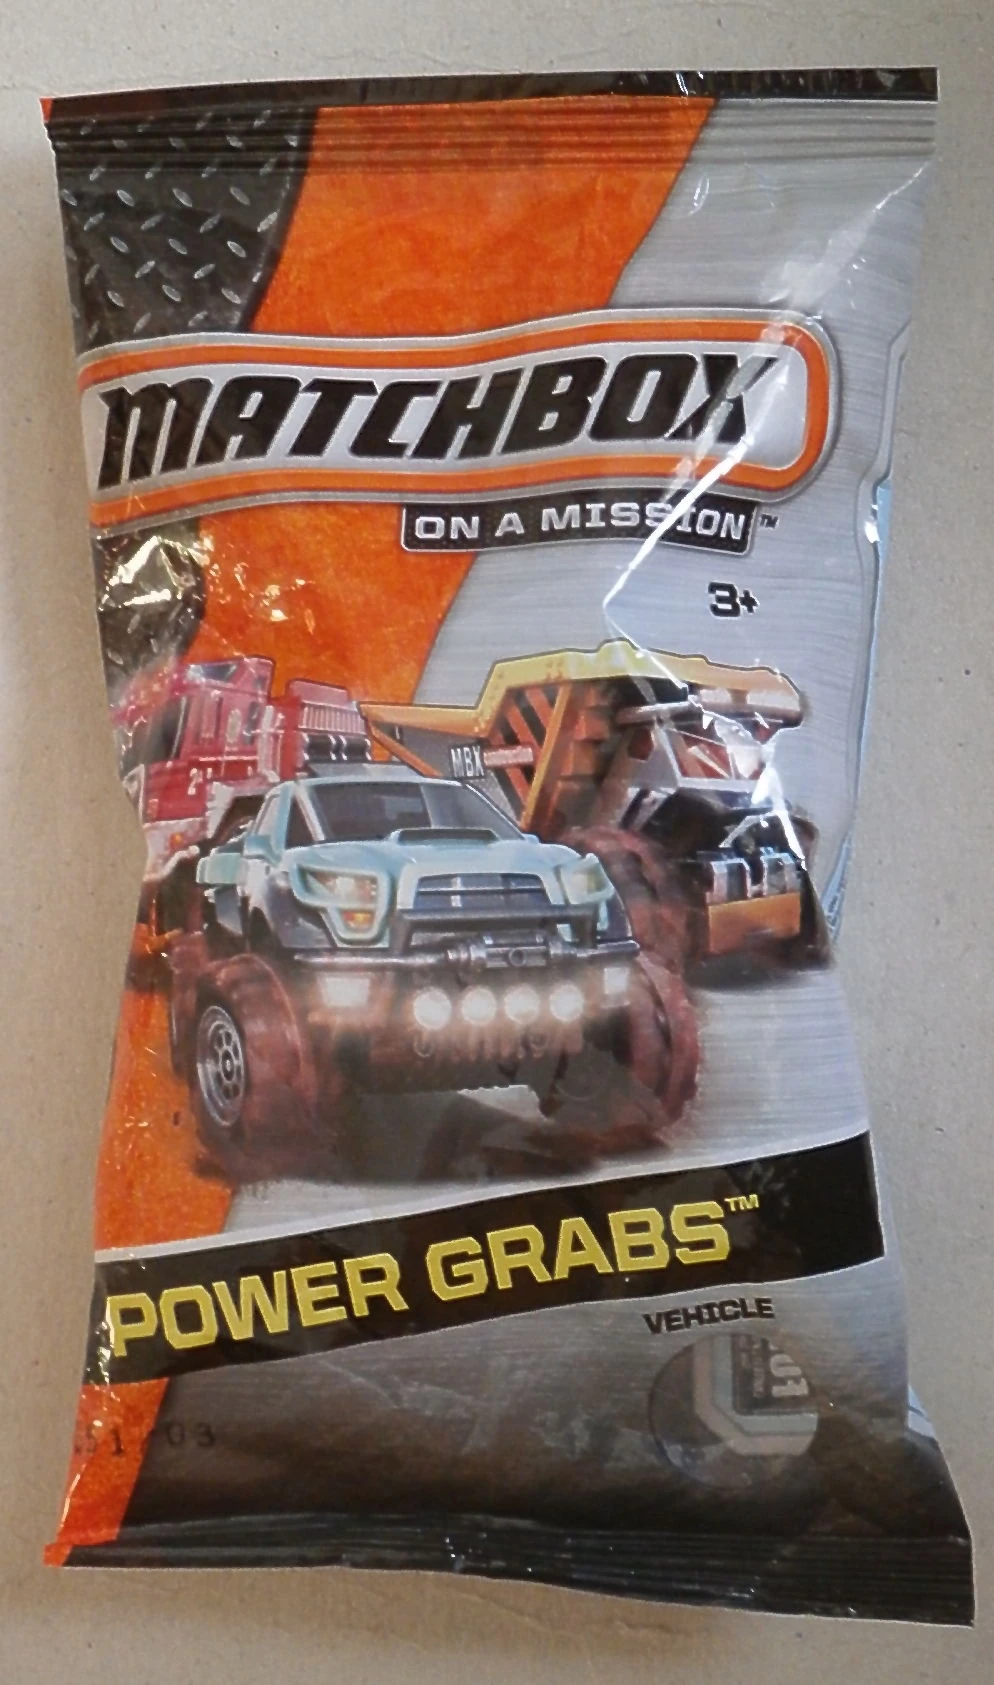 MATCHBOX
ON A MISSION™
3+
MBX
POWER GRABS™
VEHICLE